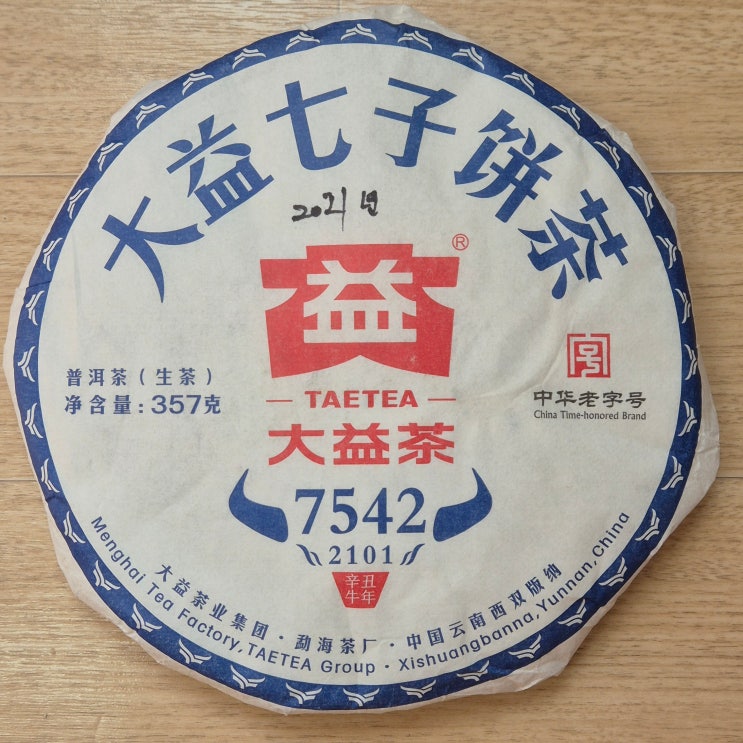 大益七子饼茶
2021년
益®
普洱茶(生茶)
净含量:357克
TAETEA
大益茶
中华老字号
China Time-honored Brand
7542
2101
辛丑
牛年
大益茶业集团·勐海茶厂·中国云南西双版纳
Menghai Tea Factory, TAETEA Group · Xishuangbanna, Yunnan, China